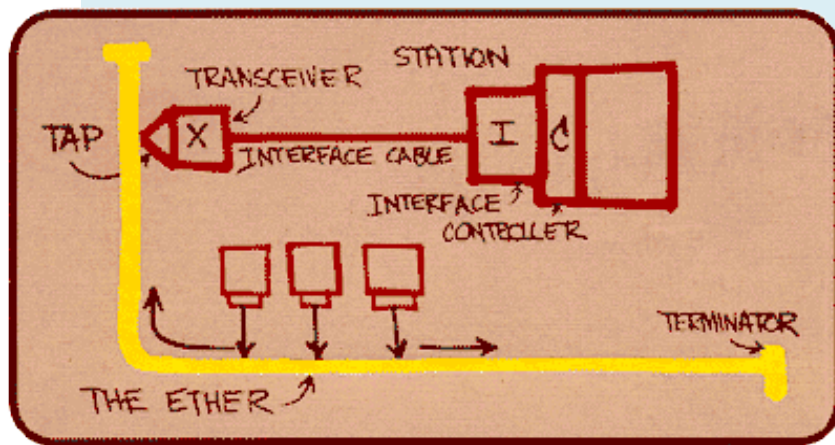 STATION
TRANSCEIVER
TAP
X
I
C
INTERFACE CABLE
INTERFACE
CONTROLLER
TERMINATOR
THE ETHER